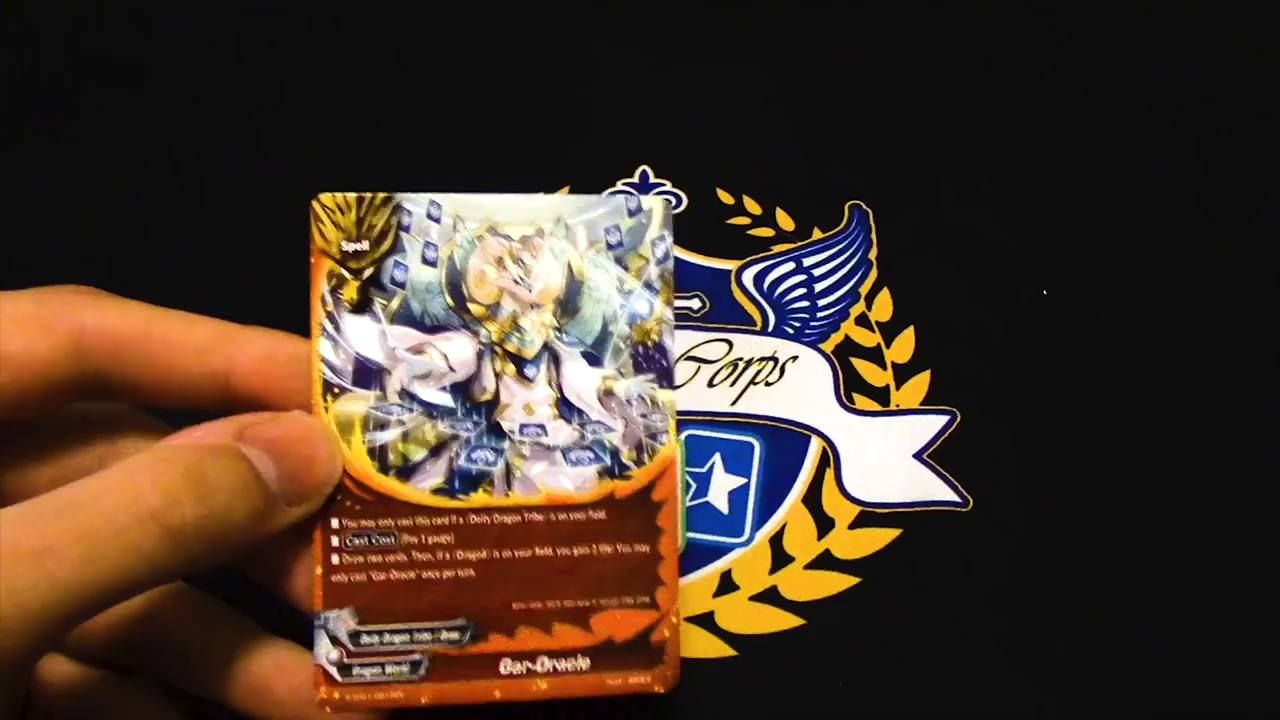 Spell
Corps
You may only cast this card if a 《Deity Dragon Tribe》 is on your field.
Cast Cost [Pay 1 gauge]
Draw two cards. Then, if a 《Dragod》 is on your field, you gain 2 life! You may
only cast "Gar-Oracle" once per turn.
Deity Dragon Tribe / Draw
Dragon World
Gar-Oracle